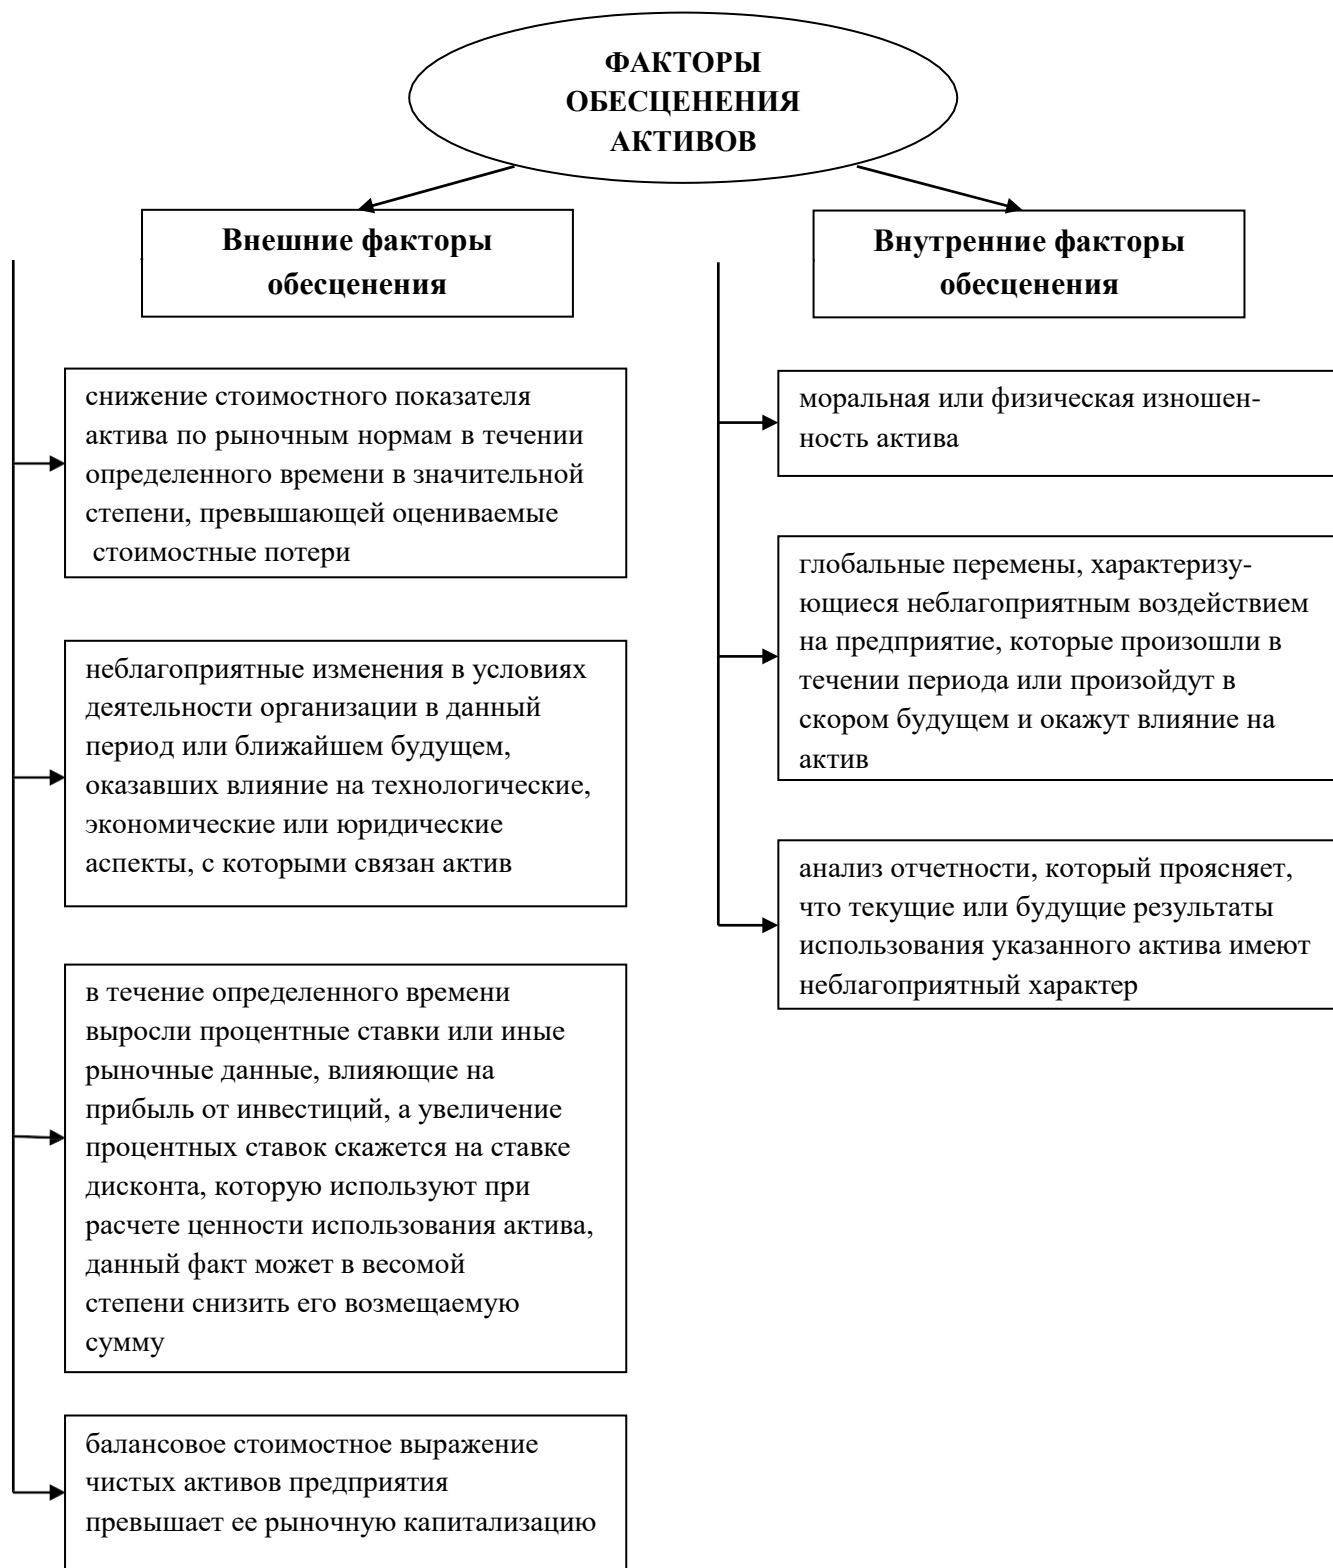 ФАКТОРЫ
ОБЕСЦЕНЕНИЯ
АКТИВОВ
Внешние факторы
обесценения
снижение стоимостного показателя
актива по рыночным нормам в течении
определенного времени в значительной
степени, превышающей оцениваемые
стоимостные потери
неблагоприятные изменения в условиях
деятельности организации в данный
период или ближайшем будущем,
оказавших влияние на технологические,
экономические или юридические
аспекты, с которыми связан актив
в течение определенного времени
выросли процентные ставки или иные
рыночные данные, влияющие на
прибыль от инвестиций, а увеличение
процентных ставок скажется на ставке
дисконта, которую используют при
расчете ценности использования актива,
данный факт может в весомой
степени снизить его возмещаемую
сумму
балансовое стоимостное выражение
чистых активов предприятия
превышает ее рыночную капитализацию
Внутренние факторы
обесценения
моральная или физическая изношен-
ность актива
глобальные перемены, характеризу-
ющиеся неблагоприятным воздействием
на предприятие, которые произошли в
течении периода или произойдут в
скором будущем и окажут влияние на
актив
анализ отчетности, который проясняет,
что текущие или будущие результаты
использования указанного актива имеют
неблагоприятный характер